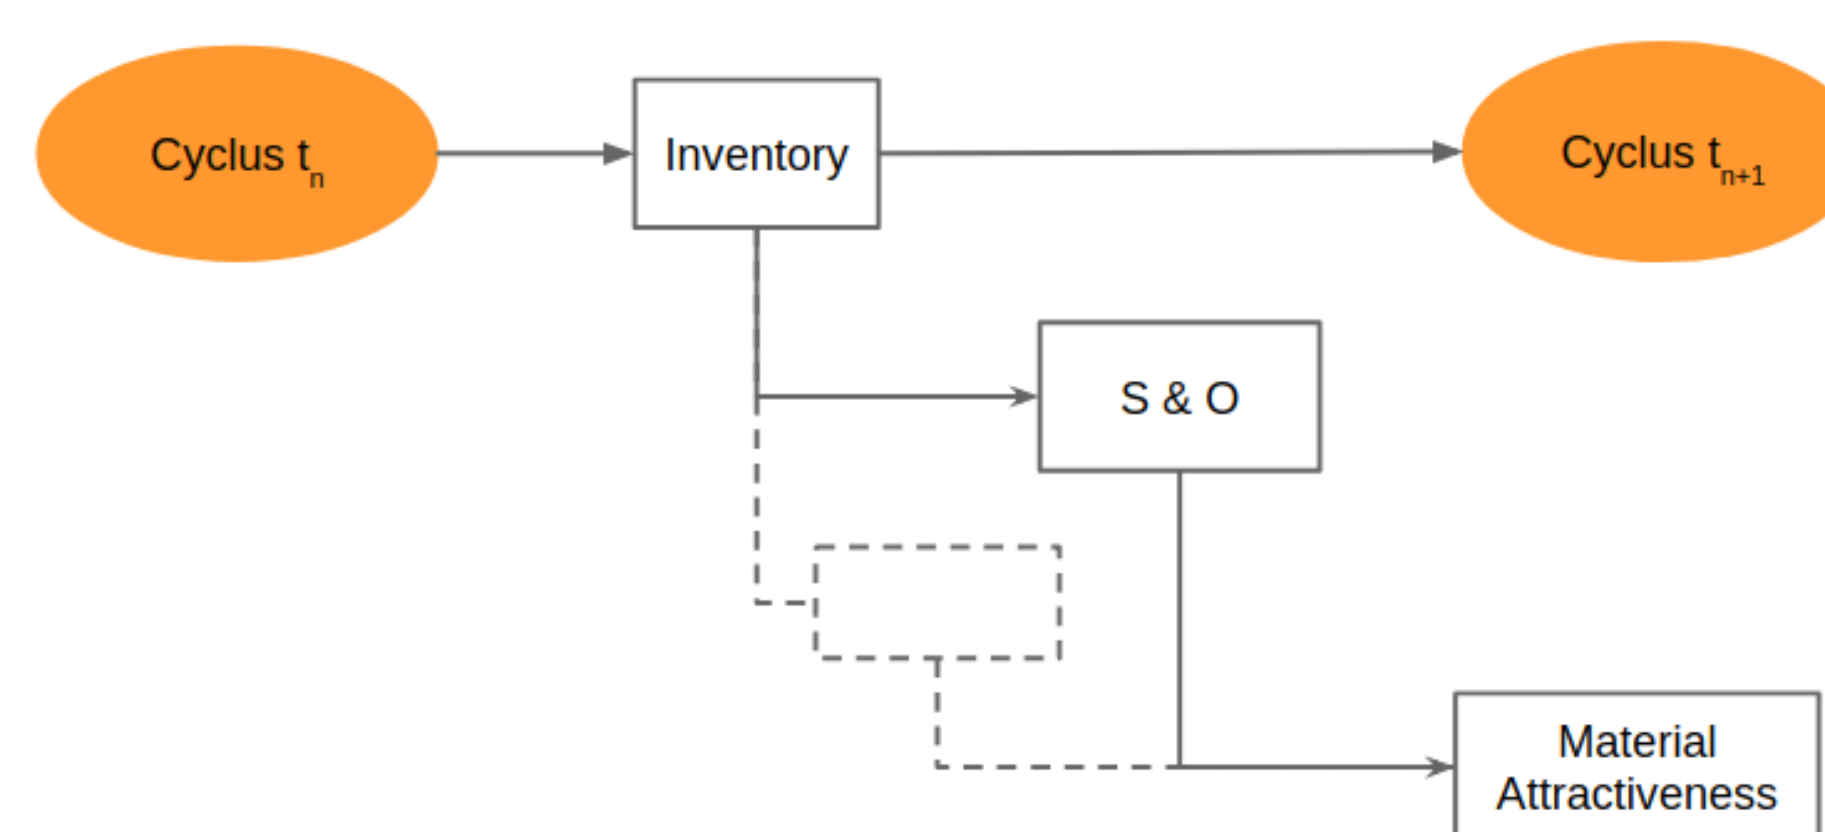 Cyclus tn
Inventory
Cyclus tn+1
S & O
Material
Attractiveness